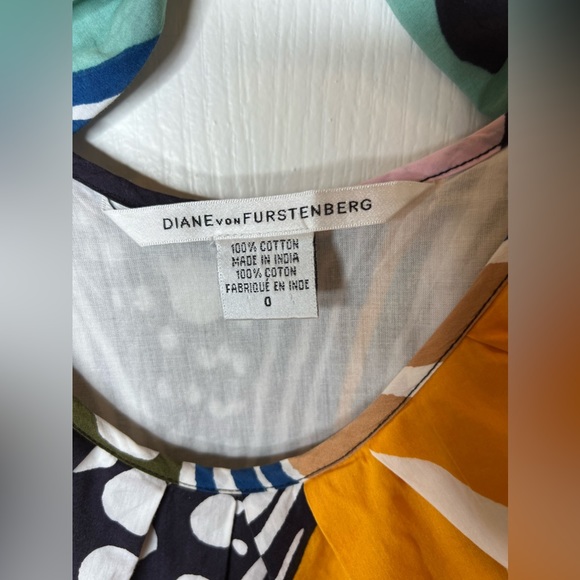 DIANE VON FURSTENBERG
100% COTTON
MADE IN INDIA
100% COTON
FABRIQUÉ EN INDE
0